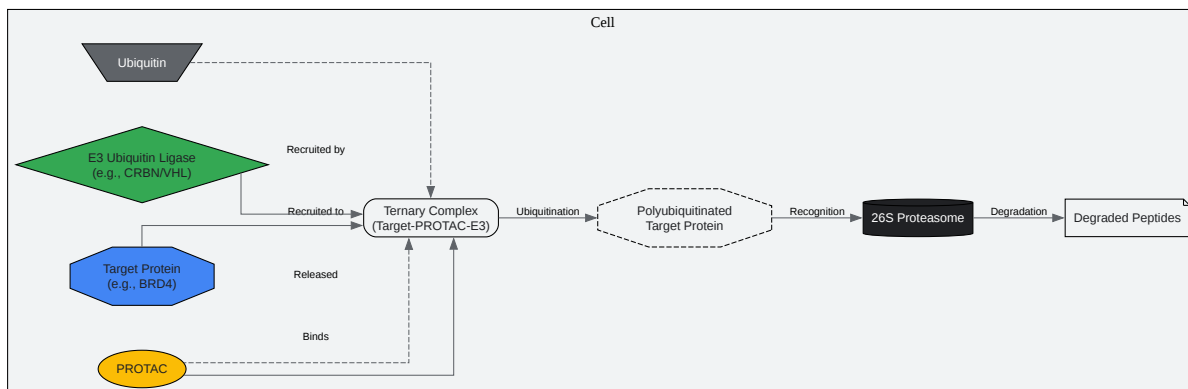 Cell
Ubiquitin
E3 Ubiquitin Ligase
(e.g., CRBN/VHL)
Recruited by
Recruited to
Target Protein
(e.g., BRD4)
Released
Binds
PROTAC
Ternary Complex
(Target-PROTAC-E3)
Ubiquitination
Polyubiquitinated
Target Protein
Recognition
26S Proteasome
Degradation
Degraded Peptides